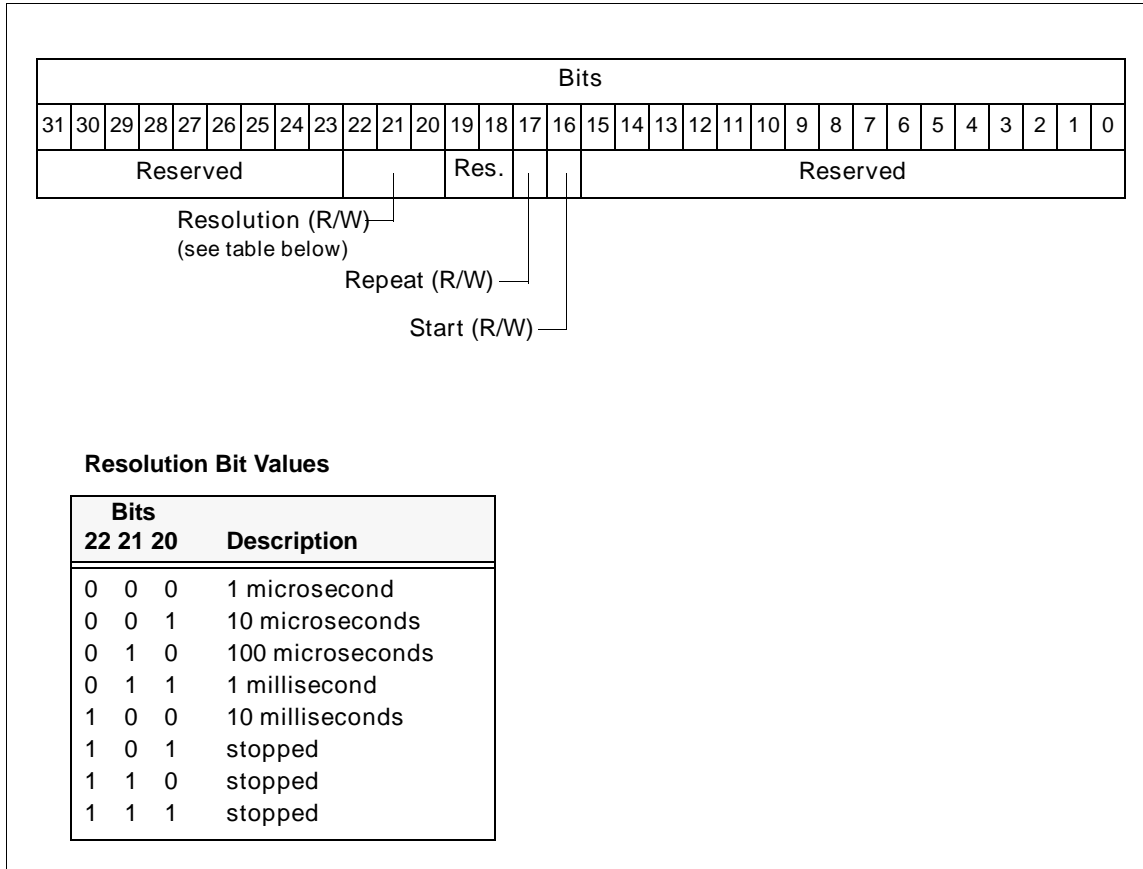 Bits
31 30 29 28 27 26 25 24 23 22 21 20 19 18 17 16 15 14 13 12 11 10 9 8 7 6 5 4 3 2 1 0
Reserved Res. Reserved
Resolution (R/W)
(see table below)
Repeat (R/W)
Start (R/W)
Resolution Bit Values
Bits
22 21 20 Description
0 0 0 1 microsecond
0 0 1 10 microseconds
0 1 0 100 microseconds
0 1 1 1 millisecond
1 0 0 10 milliseconds
1 0 1 stopped
1 1 0 stopped
1 1 1 stopped